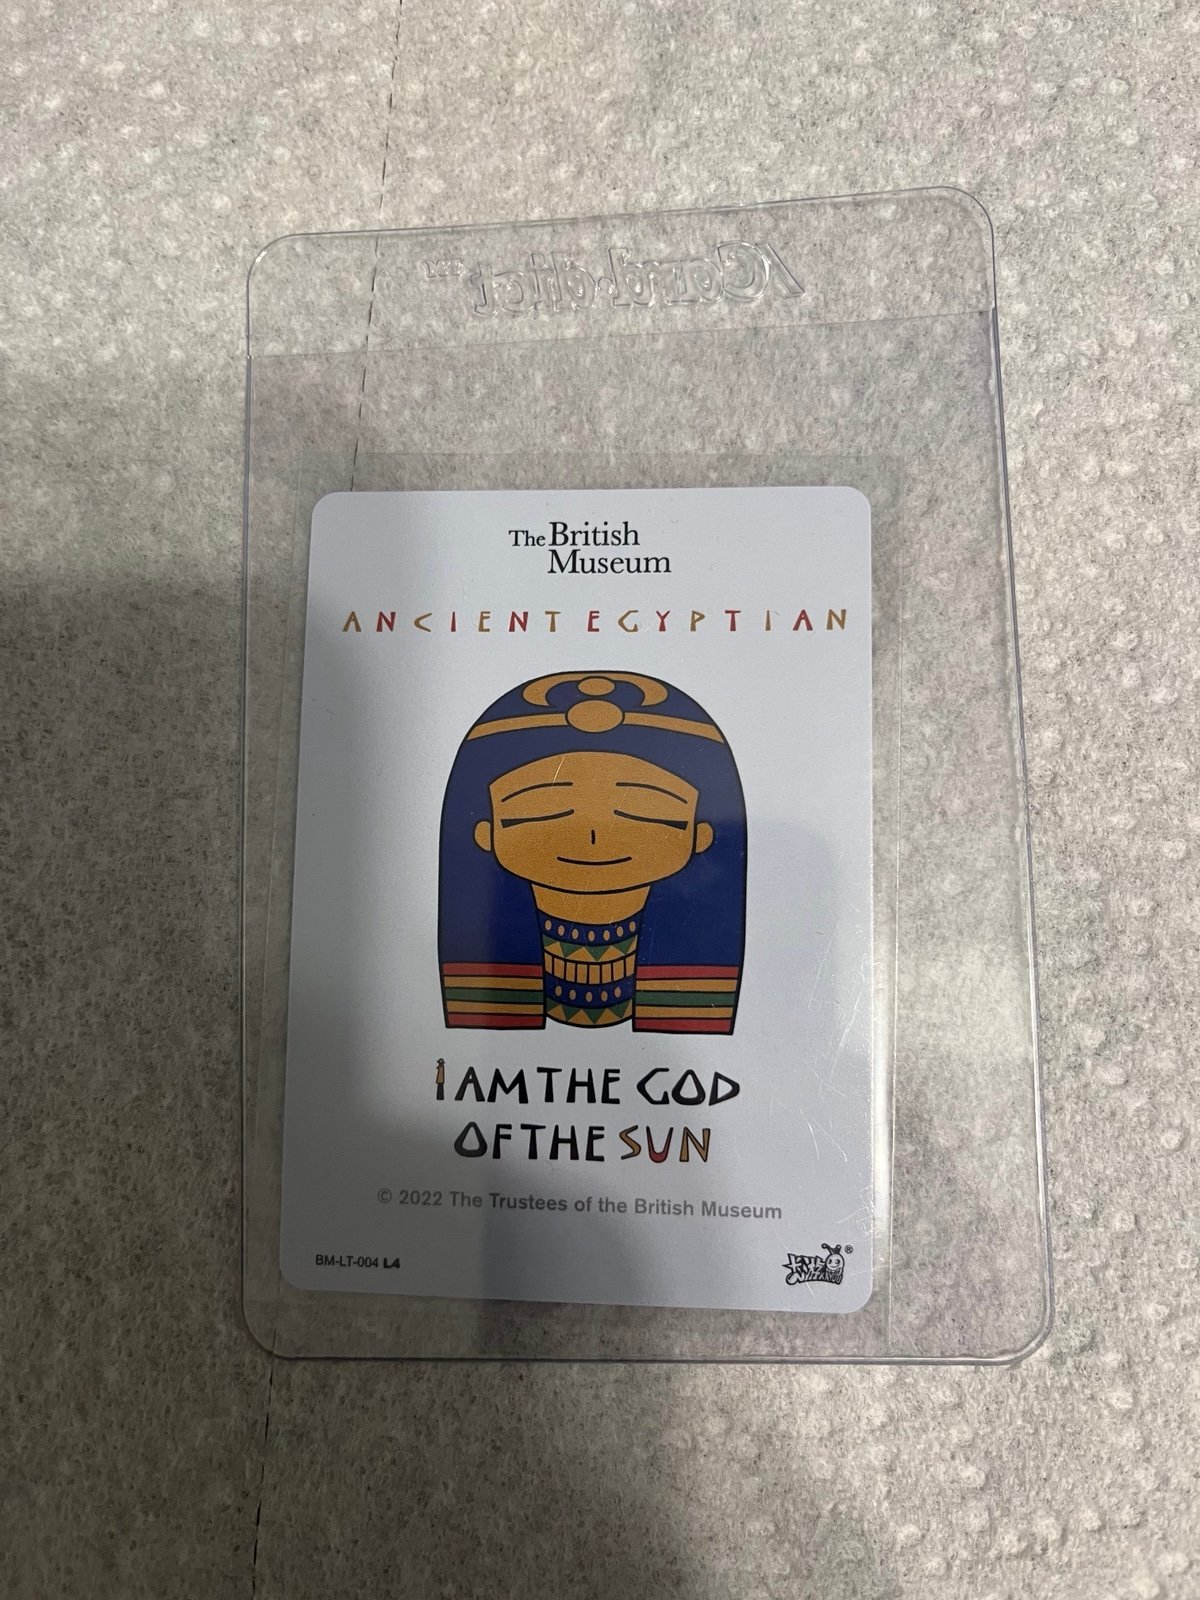 Card·dict™
The British
Museum
ANCIENT EGYPTIAN
I AM THE GOD
OF THE SUN
© 2022 The Trustees of the British Museum
BM-LT-004 L4
®